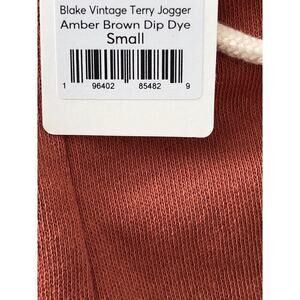 Blake Vintage Terry Jogger
Amber Brown Dip Dye
Small
1 96402 85482 9